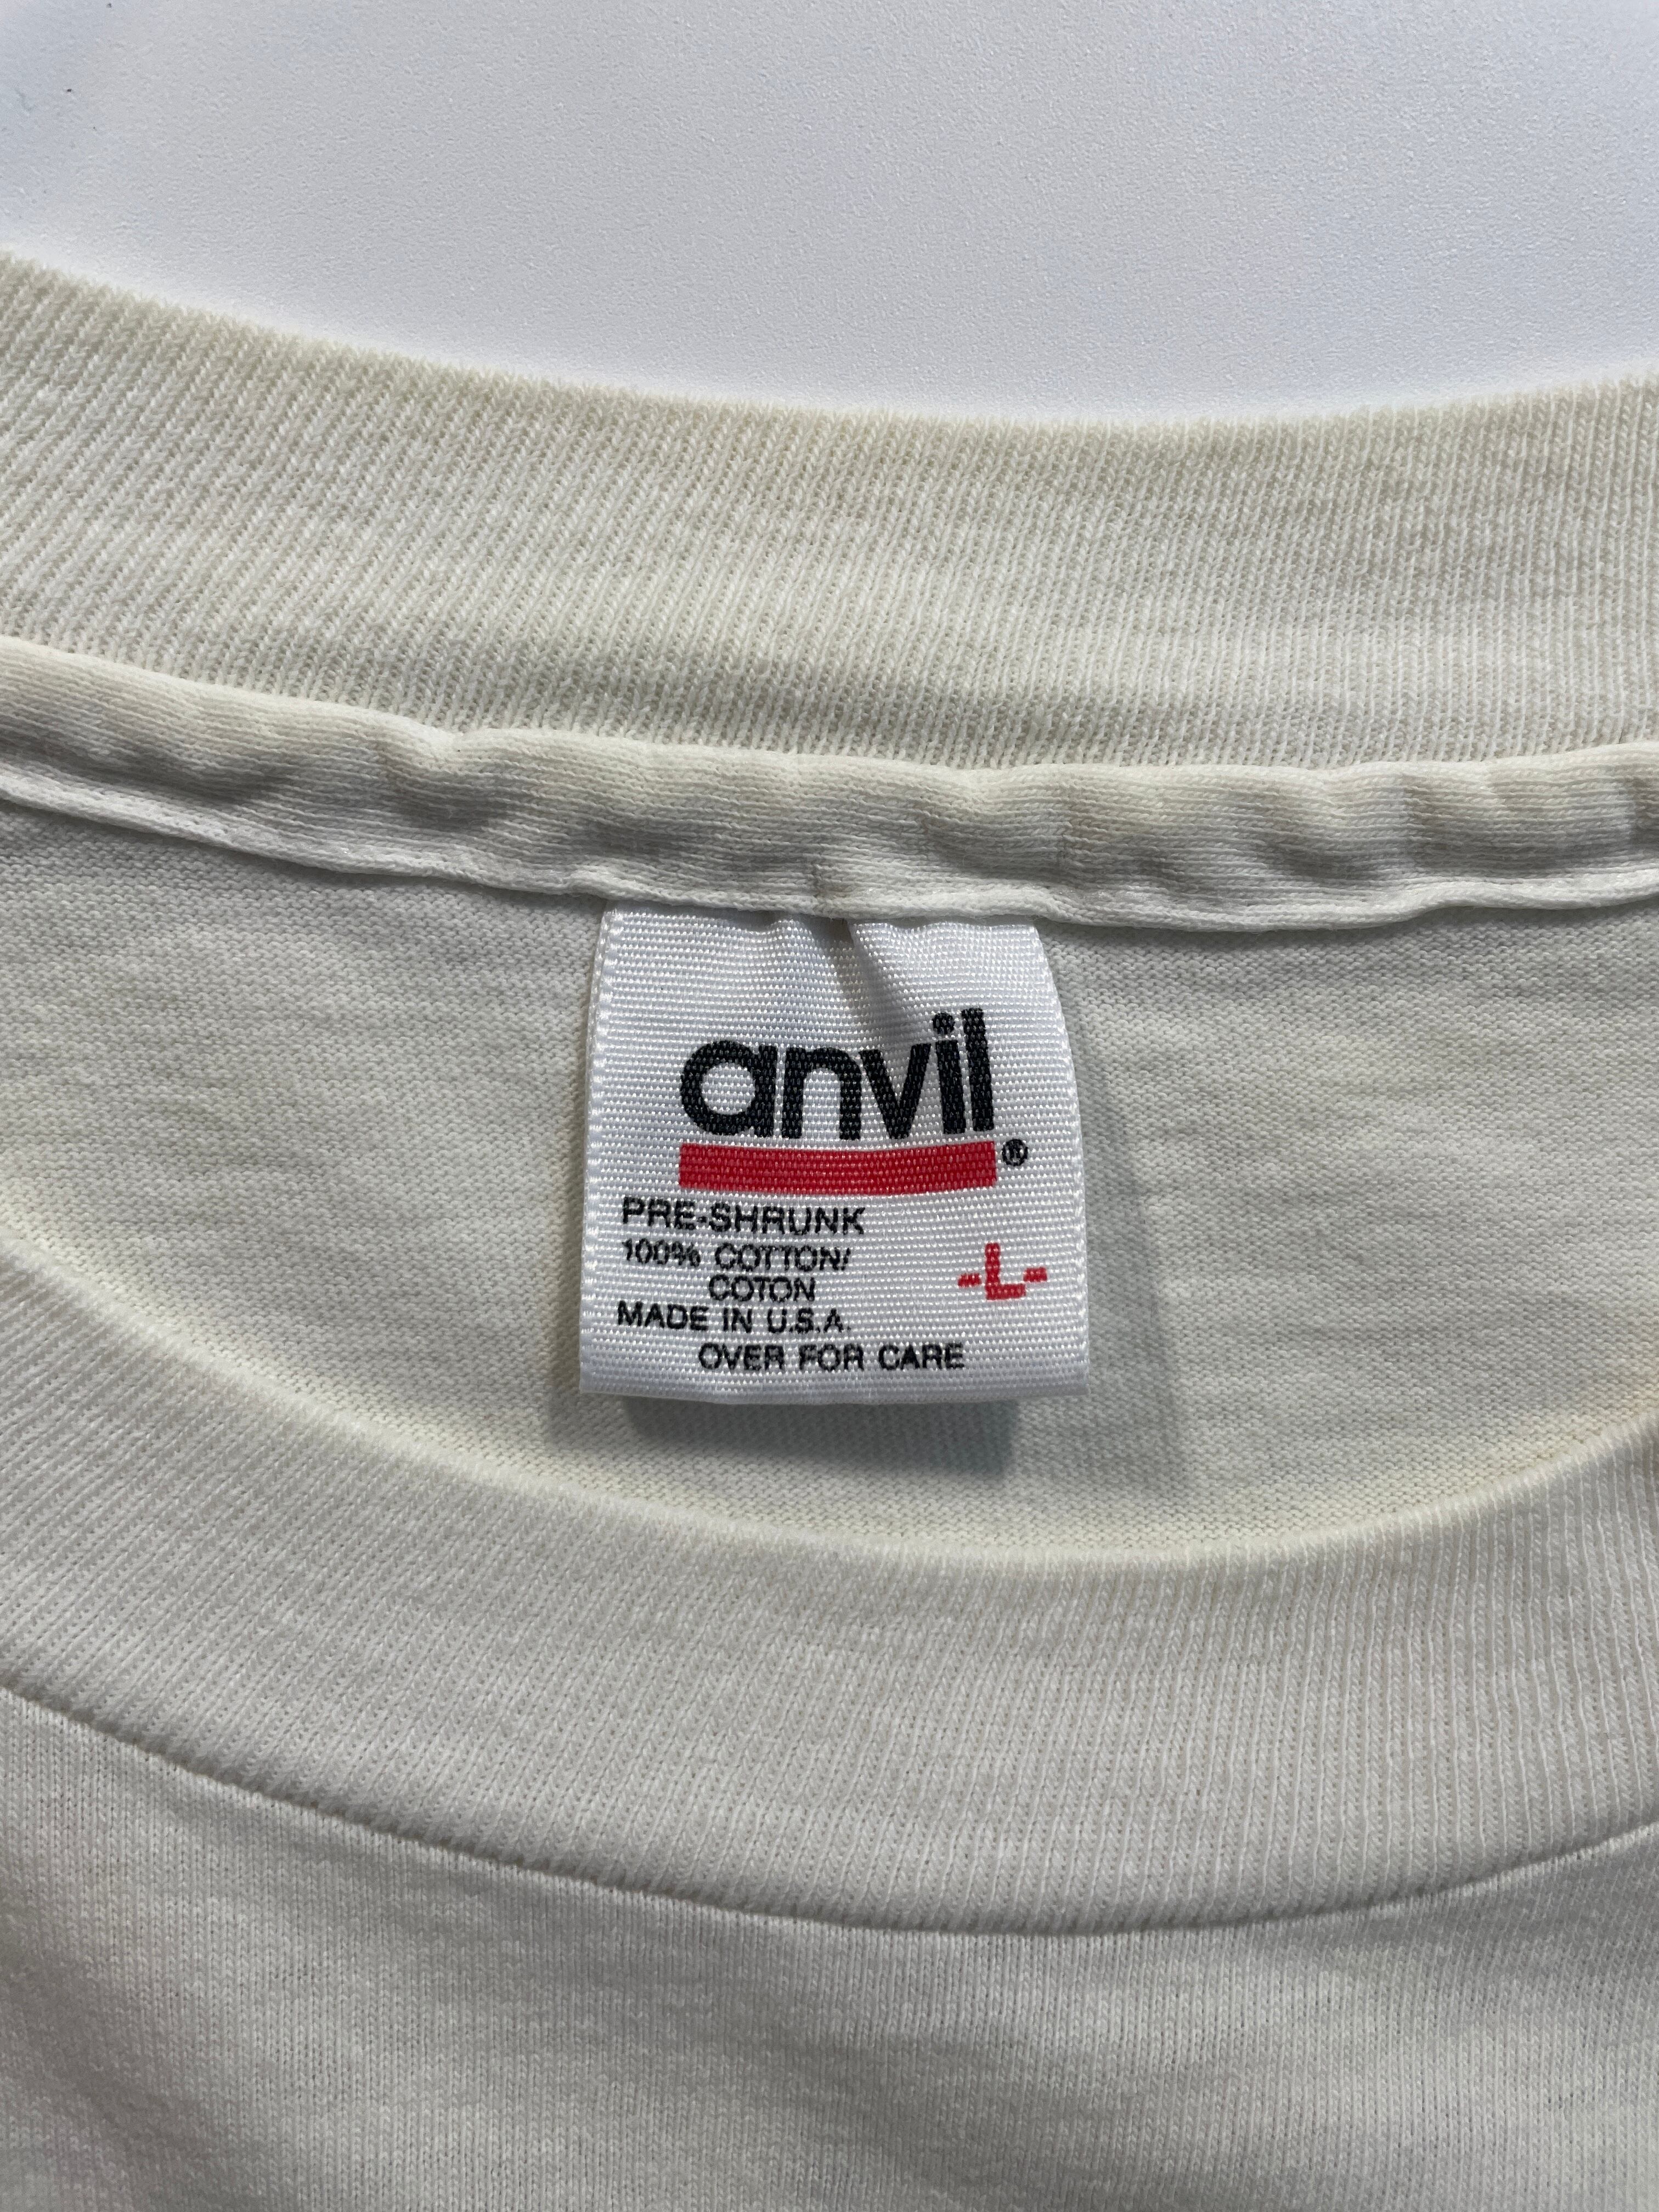 anvil®
PRE-SHRUNK
100% COTTON/
COTON
-L-
MADE IN U.S.A.
OVER FOR CARE